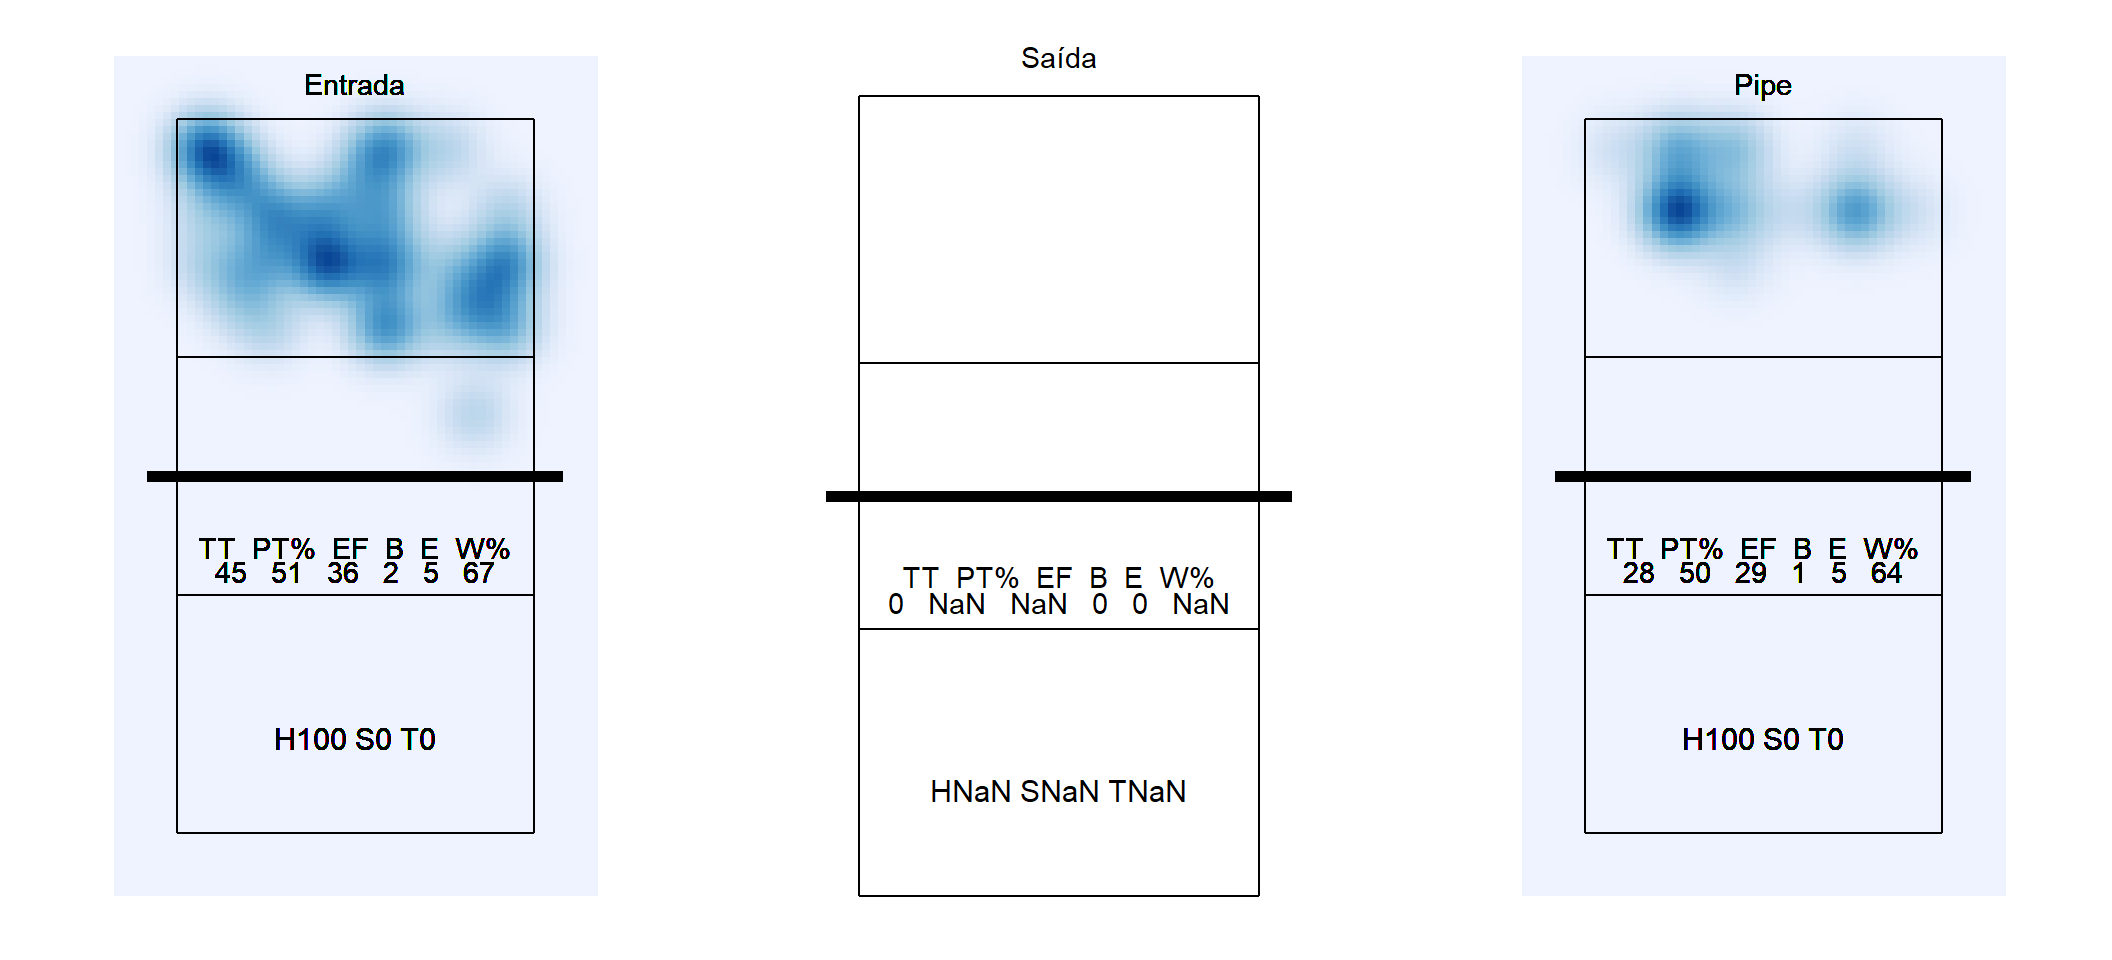 Entrada
TT PT% EF B E W%
45 51 36 2 5 67
H100 S0 T0
Saída
TT PT% EF B E W%
0 NaN NaN 0 0 NaN
HNaN SNaN TNaN
Pipe
TT PT% EF B E W%
28 50 29 1 5 64
H100 S0 T0